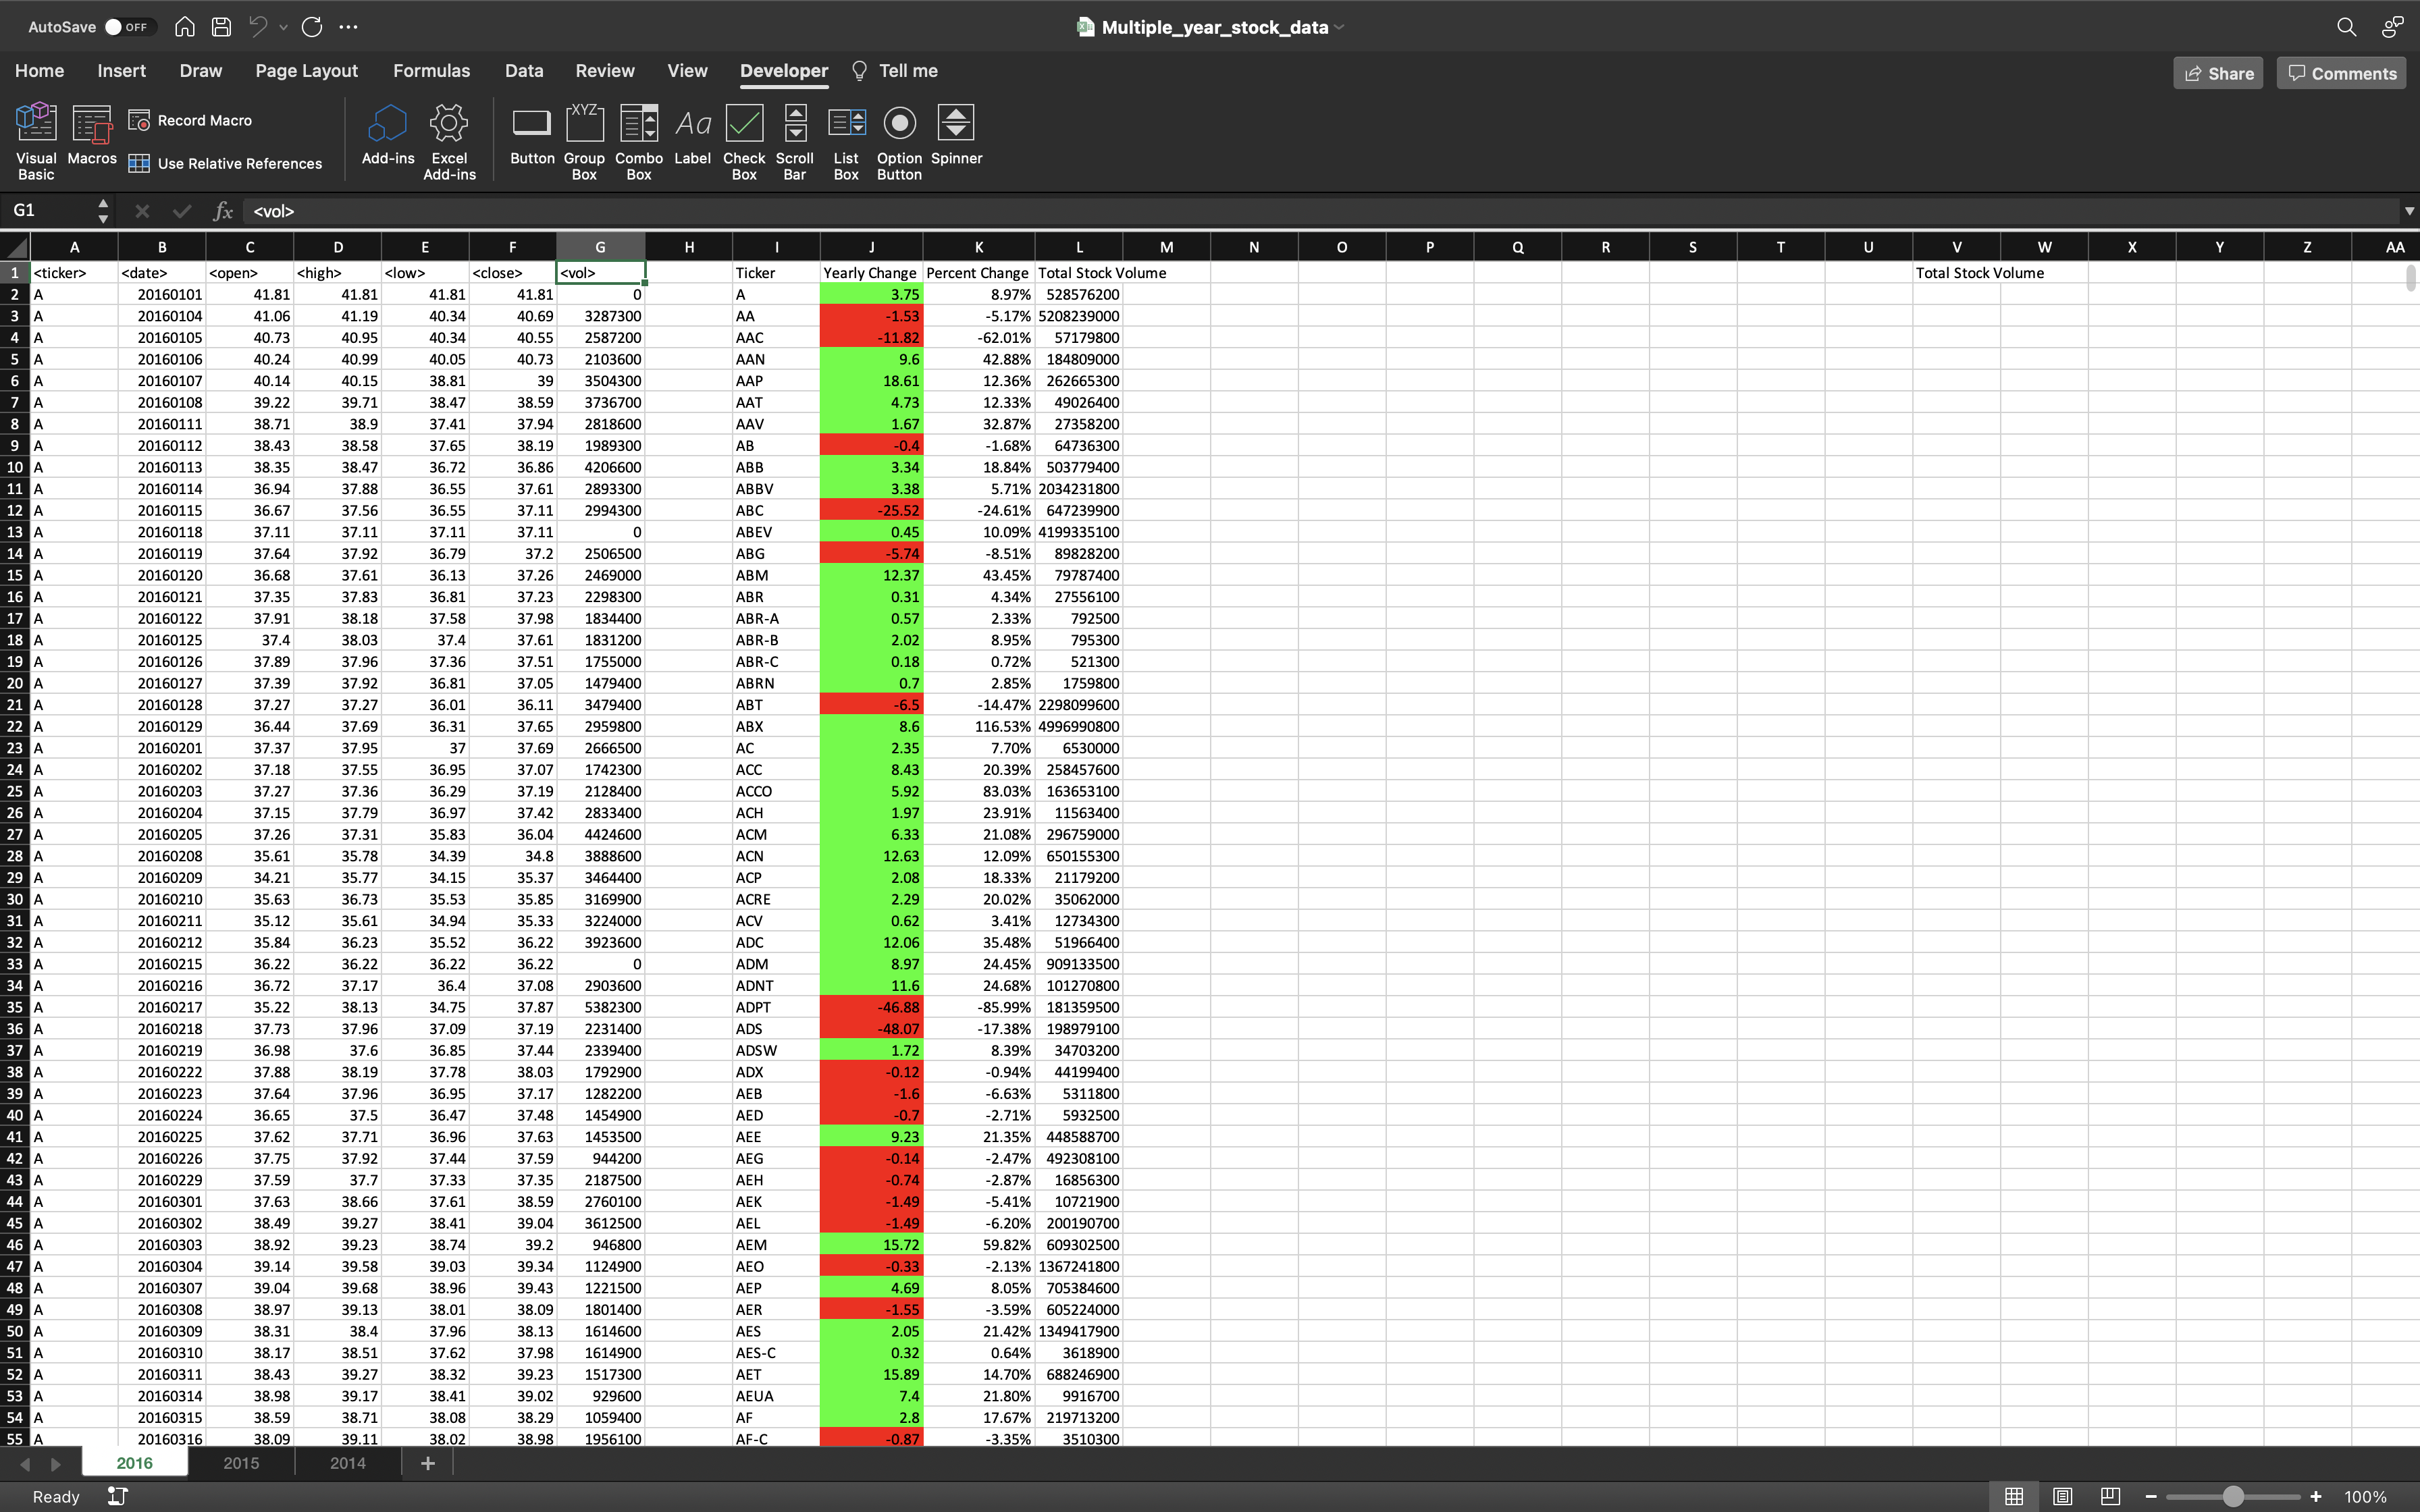 AutoSave OFF Multiple_year_stock_data
Home Insert Draw Page Layout Formulas Data Review View Developer Tell me Share Comments
Visual Basic Macros Record Macro Use Relative References Add-ins Excel Add-ins Button Group Box XYZ Combo Box Aa Label Check Box Scroll Bar List Box Option Button Spinner
G1 fx <vol>
A B C D E F G H I J K L M N O P Q R S T U V W X Y Z AA
1 <ticker> <date> <open> <high> <low> <close> <vol> Ticker Yearly Change Percent Change Total Stock Volume Total Stock Volume
2 A 20160101 41.81 41.81 41.81 41.81 0 A 3.75 8.97% 528576200
3 A 20160104 41.06 41.19 40.34 40.69 3287300 AA -1.53 -5.17% 5208239000
4 A 20160105 40.73 40.95 40.34 40.55 2587200 AAC -11.82 -62.01% 57179800
5 A 20160106 40.24 40.99 40.05 40.73 2103600 AAN 9.6 42.88% 184809000
6 A 20160107 40.14 40.15 38.81 39 3504300 AAP 18.61 12.36% 262665300
7 A 20160108 39.22 39.71 38.47 38.59 3736700 AAT 4.73 12.33% 49026400
8 A 20160111 38.71 38.9 37.41 37.94 2818600 AAV 1.67 32.87% 27358200
9 A 20160112 38.43 38.58 37.65 38.19 1989300 AB -0.4 -1.68% 64736300
10 A 20160113 38.35 38.47 36.72 36.86 4206600 ABB 3.34 18.84% 503779400
11 A 20160114 36.94 37.88 36.55 37.61 2893300 ABBV 3.38 5.71% 2034231800
12 A 20160115 36.67 37.56 36.55 37.11 2994300 ABC -25.52 -24.61% 647239900
13 A 20160118 37.11 37.11 37.11 37.11 0 ABEV 0.45 10.09% 4199335100
14 A 20160119 37.64 37.92 36.79 37.2 2506500 ABG -5.74 -8.51% 89828200
15 A 20160120 36.68 37.61 36.13 37.26 2469000 ABM 12.37 43.45% 79787400
16 A 20160121 37.35 37.83 36.81 37.23 2298300 ABR 0.31 4.34% 27556100
17 A 20160122 37.91 38.18 37.58 37.98 1834400 ABR-A 0.57 2.33% 792500
18 A 20160125 37.4 38.03 37.4 37.61 1831200 ABR-B 2.02 8.95% 795300
19 A 20160126 37.89 37.96 37.36 37.51 1755000 ABR-C 0.18 0.72% 521300
20 A 20160127 37.39 37.92 36.81 37.05 1479400 ABRN 0.7 2.85% 1759800
21 A 20160128 37.27 37.27 36.01 36.11 3479400 ABT -6.5 -14.47% 2298099600
22 A 20160129 36.44 37.69 36.31 37.65 2959800 ABX 8.6 116.53% 4996990800
23 A 20160201 37.37 37.95 37 37.69 2666500 AC 2.35 7.70% 6530000
24 A 20160202 37.18 37.55 36.95 37.07 1742300 ACC 8.43 20.39% 258457600
25 A 20160203 37.27 37.36 36.29 37.19 2128400 ACCO 5.92 83.03% 163653100
26 A 20160204 37.15 37.79 36.97 37.42 2833400 ACH 1.97 23.91% 11563400
27 A 20160205 37.26 37.31 35.83 36.04 4424600 ACM 6.33 21.08% 296759000
28 A 20160208 35.61 35.78 34.39 34.8 3888600 ACN 12.63 12.09% 650155300
29 A 20160209 34.21 35.77 34.15 35.37 3464400 ACP 2.08 18.33% 21179200
30 A 20160210 35.63 36.73 35.53 35.85 3169900 ACRE 2.29 20.02% 35062000
31 A 20160211 35.12 35.61 34.94 35.33 3224000 ACV 0.62 3.41% 12734300
32 A 20160212 35.84 36.23 35.52 36.22 3923600 ADC 12.06 35.48% 51966400
33 A 20160215 36.22 36.22 36.22 36.22 0 ADM 8.97 24.45% 909133500
34 A 20160216 36.72 37.17 36.4 37.08 2903600 ADNT 11.6 24.68% 101270800
35 A 20160217 35.22 38.13 34.75 37.87 5382300 ADPT -46.88 -85.99% 181359500
36 A 20160218 37.73 37.96 37.09 37.19 2231400 ADS -48.07 -17.38% 198979100
37 A 20160219 36.98 37.6 36.85 37.44 2339400 ADSW 1.72 8.39% 34703200
38 A 20160222 37.88 38.19 37.78 38.03 1792900 ADX -0.12 -0.94% 44199400
39 A 20160223 37.64 37.96 36.95 37.17 1282200 AEB -1.6 -6.63% 5311800
40 A 20160224 36.65 37.5 36.47 37.48 1454900 AED -0.7 -2.71% 5932500
41 A 20160225 37.62 37.71 36.96 37.63 1453500 AEE 9.23 21.35% 448588700
42 A 20160226 37.75 37.92 37.44 37.59 944200 AEG -0.14 -2.47% 492308100
43 A 20160229 37.59 37.7 37.33 37.35 2187500 AEH -0.74 -2.87% 16856300
44 A 20160301 37.63 38.66 37.61 38.59 2760100 AEK -1.49 -5.41% 10721900
45 A 20160302 38.49 39.27 38.41 39.04 3612500 AEL -1.49 -6.20% 200190700
46 A 20160303 38.92 39.23 38.74 39.2 946800 AEM 15.72 59.82% 609302500
47 A 20160304 39.14 39.58 39.03 39.34 1124900 AEO -0.33 -2.13% 1367241800
48 A 20160307 39.04 39.68 38.96 39.43 1221500 AEP 4.69 8.05% 705384600
49 A 20160308 38.97 39.13 38.01 38.09 1801400 AER -1.55 -3.59% 605224000
50 A 20160309 38.31 38.4 37.96 38.13 1614600 AES 2.05 21.42% 1349417900
51 A 20160310 38.17 38.51 37.62 37.98 1614900 AES-C 0.32 0.64% 3618900
52 A 20160311 38.43 39.27 38.32 39.23 1517300 AET 15.89 14.70% 688246900
53 A 20160314 38.98 39.17 38.41 39.02 929600 AEUA 7.4 21.80% 9916700
54 A 20160315 38.59 38.71 38.08 38.29 1059400 AF 2.8 17.67% 219713200
55 A 20160316 38.09 39.11 38.02 38.98 1956100 AF-C -0.87 -3.35% 3510300
2016 2015 2014 +
Ready 100%